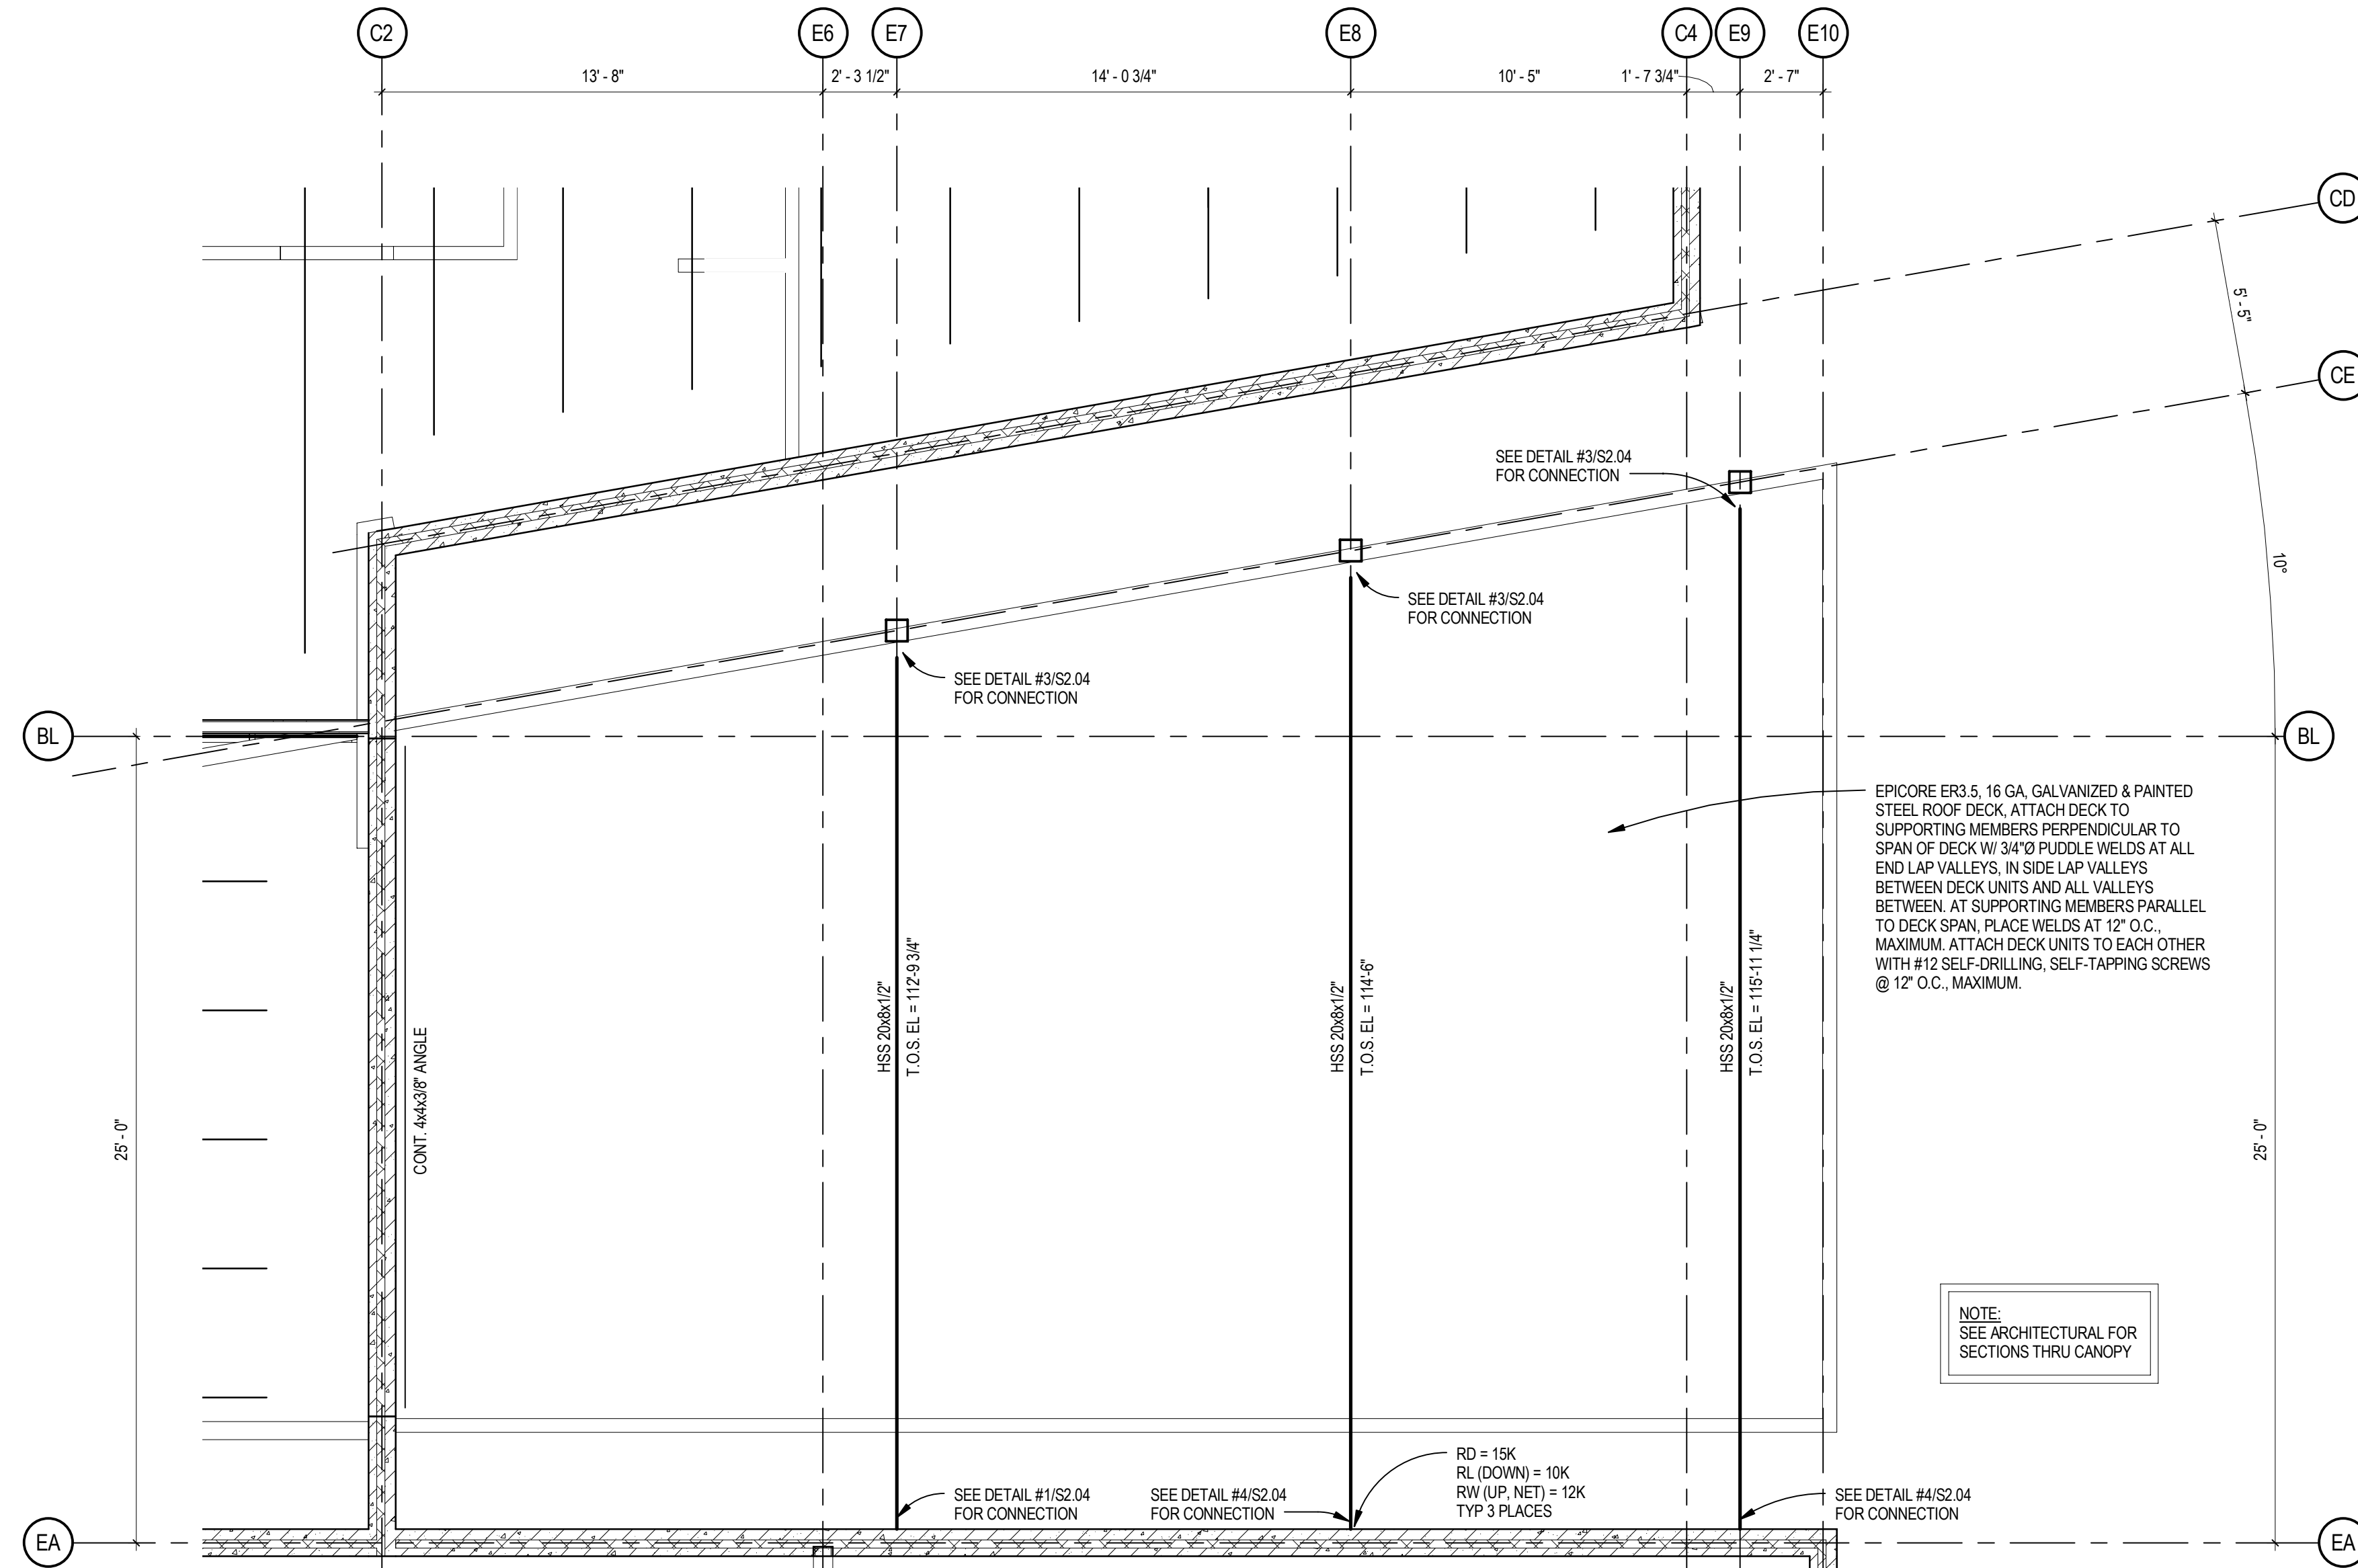 C2
E6
E7
E8
C4
E9
E10
13' - 8"
2' - 3 1/2"
14' - 0 3/4"
10' - 5"
1' - 7 3/4"
2' - 7"
CD
5' - 5"
CE
10°
SEE DETAIL #3/S2.04
FOR CONNECTION
SEE DETAIL #3/S2.04
FOR CONNECTION
SEE DETAIL #3/S2.04
FOR CONNECTION
BL
BL
EPICORE ER3.5, 16 GA, GALVANIZED & PAINTED
STEEL ROOF DECK, ATTACH DECK TO
SUPPORTING MEMBERS PERPENDICULAR TO
SPAN OF DECK W/ 3/4"Ø PUDDLE WELDS AT ALL
END LAP VALLEYS, IN SIDE LAP VALLEYS
BETWEEN DECK UNITS AND ALL VALLEYS
BETWEEN. AT SUPPORTING MEMBERS PARALLEL
TO DECK SPAN, PLACE WELDS AT 12" O.C.,
MAXIMUM. ATTACH DECK UNITS TO EACH OTHER
WITH #12 SELF-DRILLING, SELF-TAPPING SCREWS
@ 12" O.C., MAXIMUM.
25' - 0"
CONT. 4x4x3/8" ANGLE
HSS 20x8x1/2"
T.O.S. EL = 112'-9 3/4"
HSS 20x8x1/2"
T.O.S. EL = 114'-6"
HSS 20x8x1/2"
T.O.S. EL = 115'-11 1/4"
25' - 0"
NOTE:
SEE ARCHITECTURAL FOR
SECTIONS THRU CANOPY
SEE DETAIL #1/S2.04
FOR CONNECTION
SEE DETAIL #4/S2.04
FOR CONNECTION
RD = 15K
RL (DOWN) = 10K
RW (UP, NET) = 12K
TYP 3 PLACES
SEE DETAIL #4/S2.04
FOR CONNECTION
EA
EA